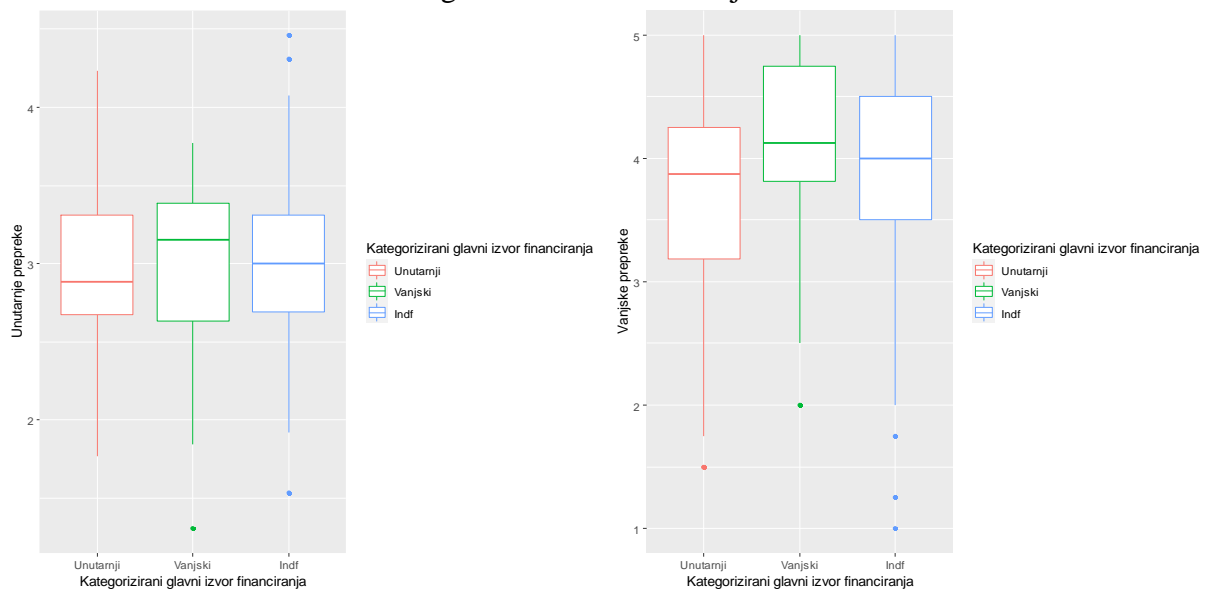 4
3
2
Unutarnje prepreke
Unutarnji Vanjski Indf
Kategorizirani glavni izvor financiranja
Kategorizirani glavni izvor financiranja
Unutarnji
Vanjski
Indf
5
4
3
2
1
Vanjske prepreke
Unutarnji Vanjski Indf
Kategorizirani glavni izvor financiranja
Kategorizirani glavni izvor financiranja
Unutarnji
Vanjski
Indf